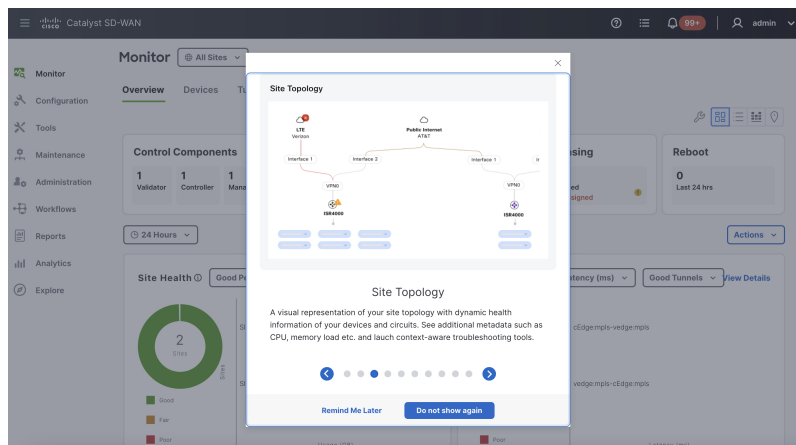 cisco Catalyst SD-WAN
99+
admin
Monitor
All Sites
Overview Devices
Monitor
Configuration
Tools
Maintenance
Administration
Workflows
Reports
Analytics
Explore
Control Components
1
Validator
1
Controller
1
Reboot
0
Last 24 hrs
24 Hours
Actions
Site Health
Good Tunnels
View Details
2
Sites
Sites
Good
Fair
Poor
cEdge:mpls-vedge:mpls
vedge:mpls-cEdge:mpls
Poor
Site Topology
LTE
Verizon
Public Internet
AT&T
Interface 1
Interface 2
Interface 1
VPN0
VPN0
ISR4000
ISR4000
Site Topology
A visual representation of your site topology with dynamic health
information of your devices and circuits. See additional metadata such as
CPU, memory load etc. and lauch context-aware troubleshooting tools.
Remind Me Later
Do not show again